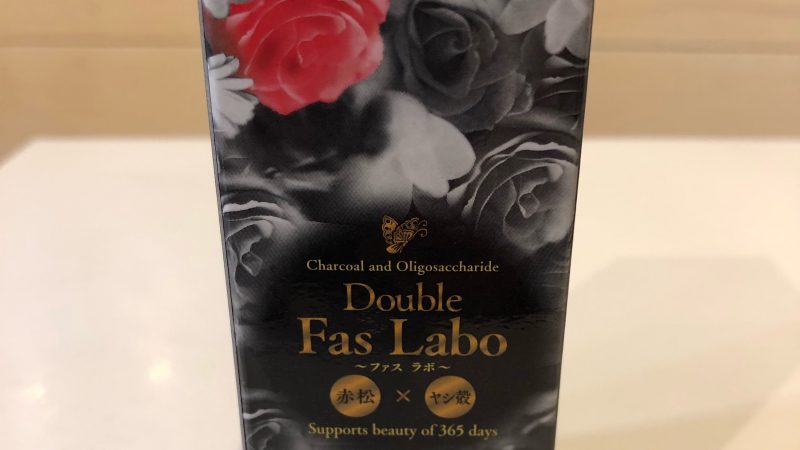 Charcoal and Oligosaccharide
Double
Fas Labo
～ファス ラボ～
赤松 × ヤシ殻
Supports beauty of 365 days